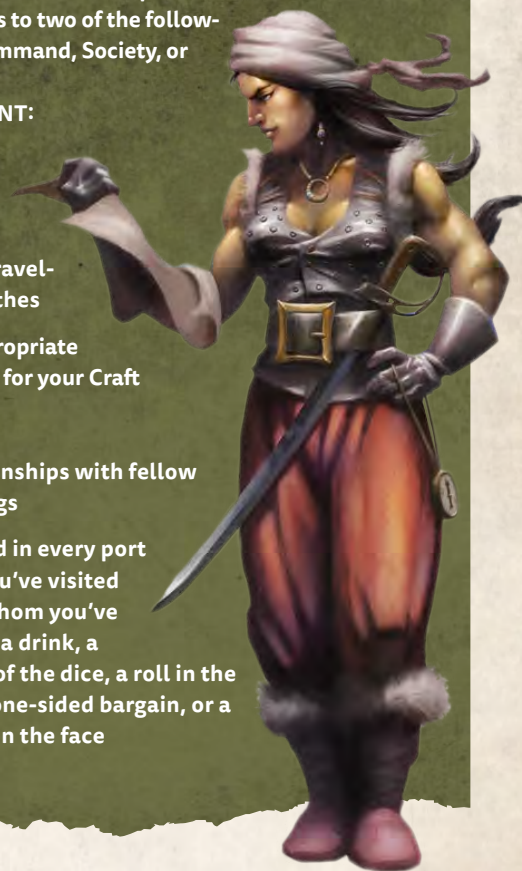 s to two of the follow-
mmand, Society, or
NT:
ravel-
thes
ropriate
for your Craft
nships with fellow
gs
d in every port
u've visited
hom you've
a drink, a
of the dice, a roll in the
one-sided bargain, or a
n the face